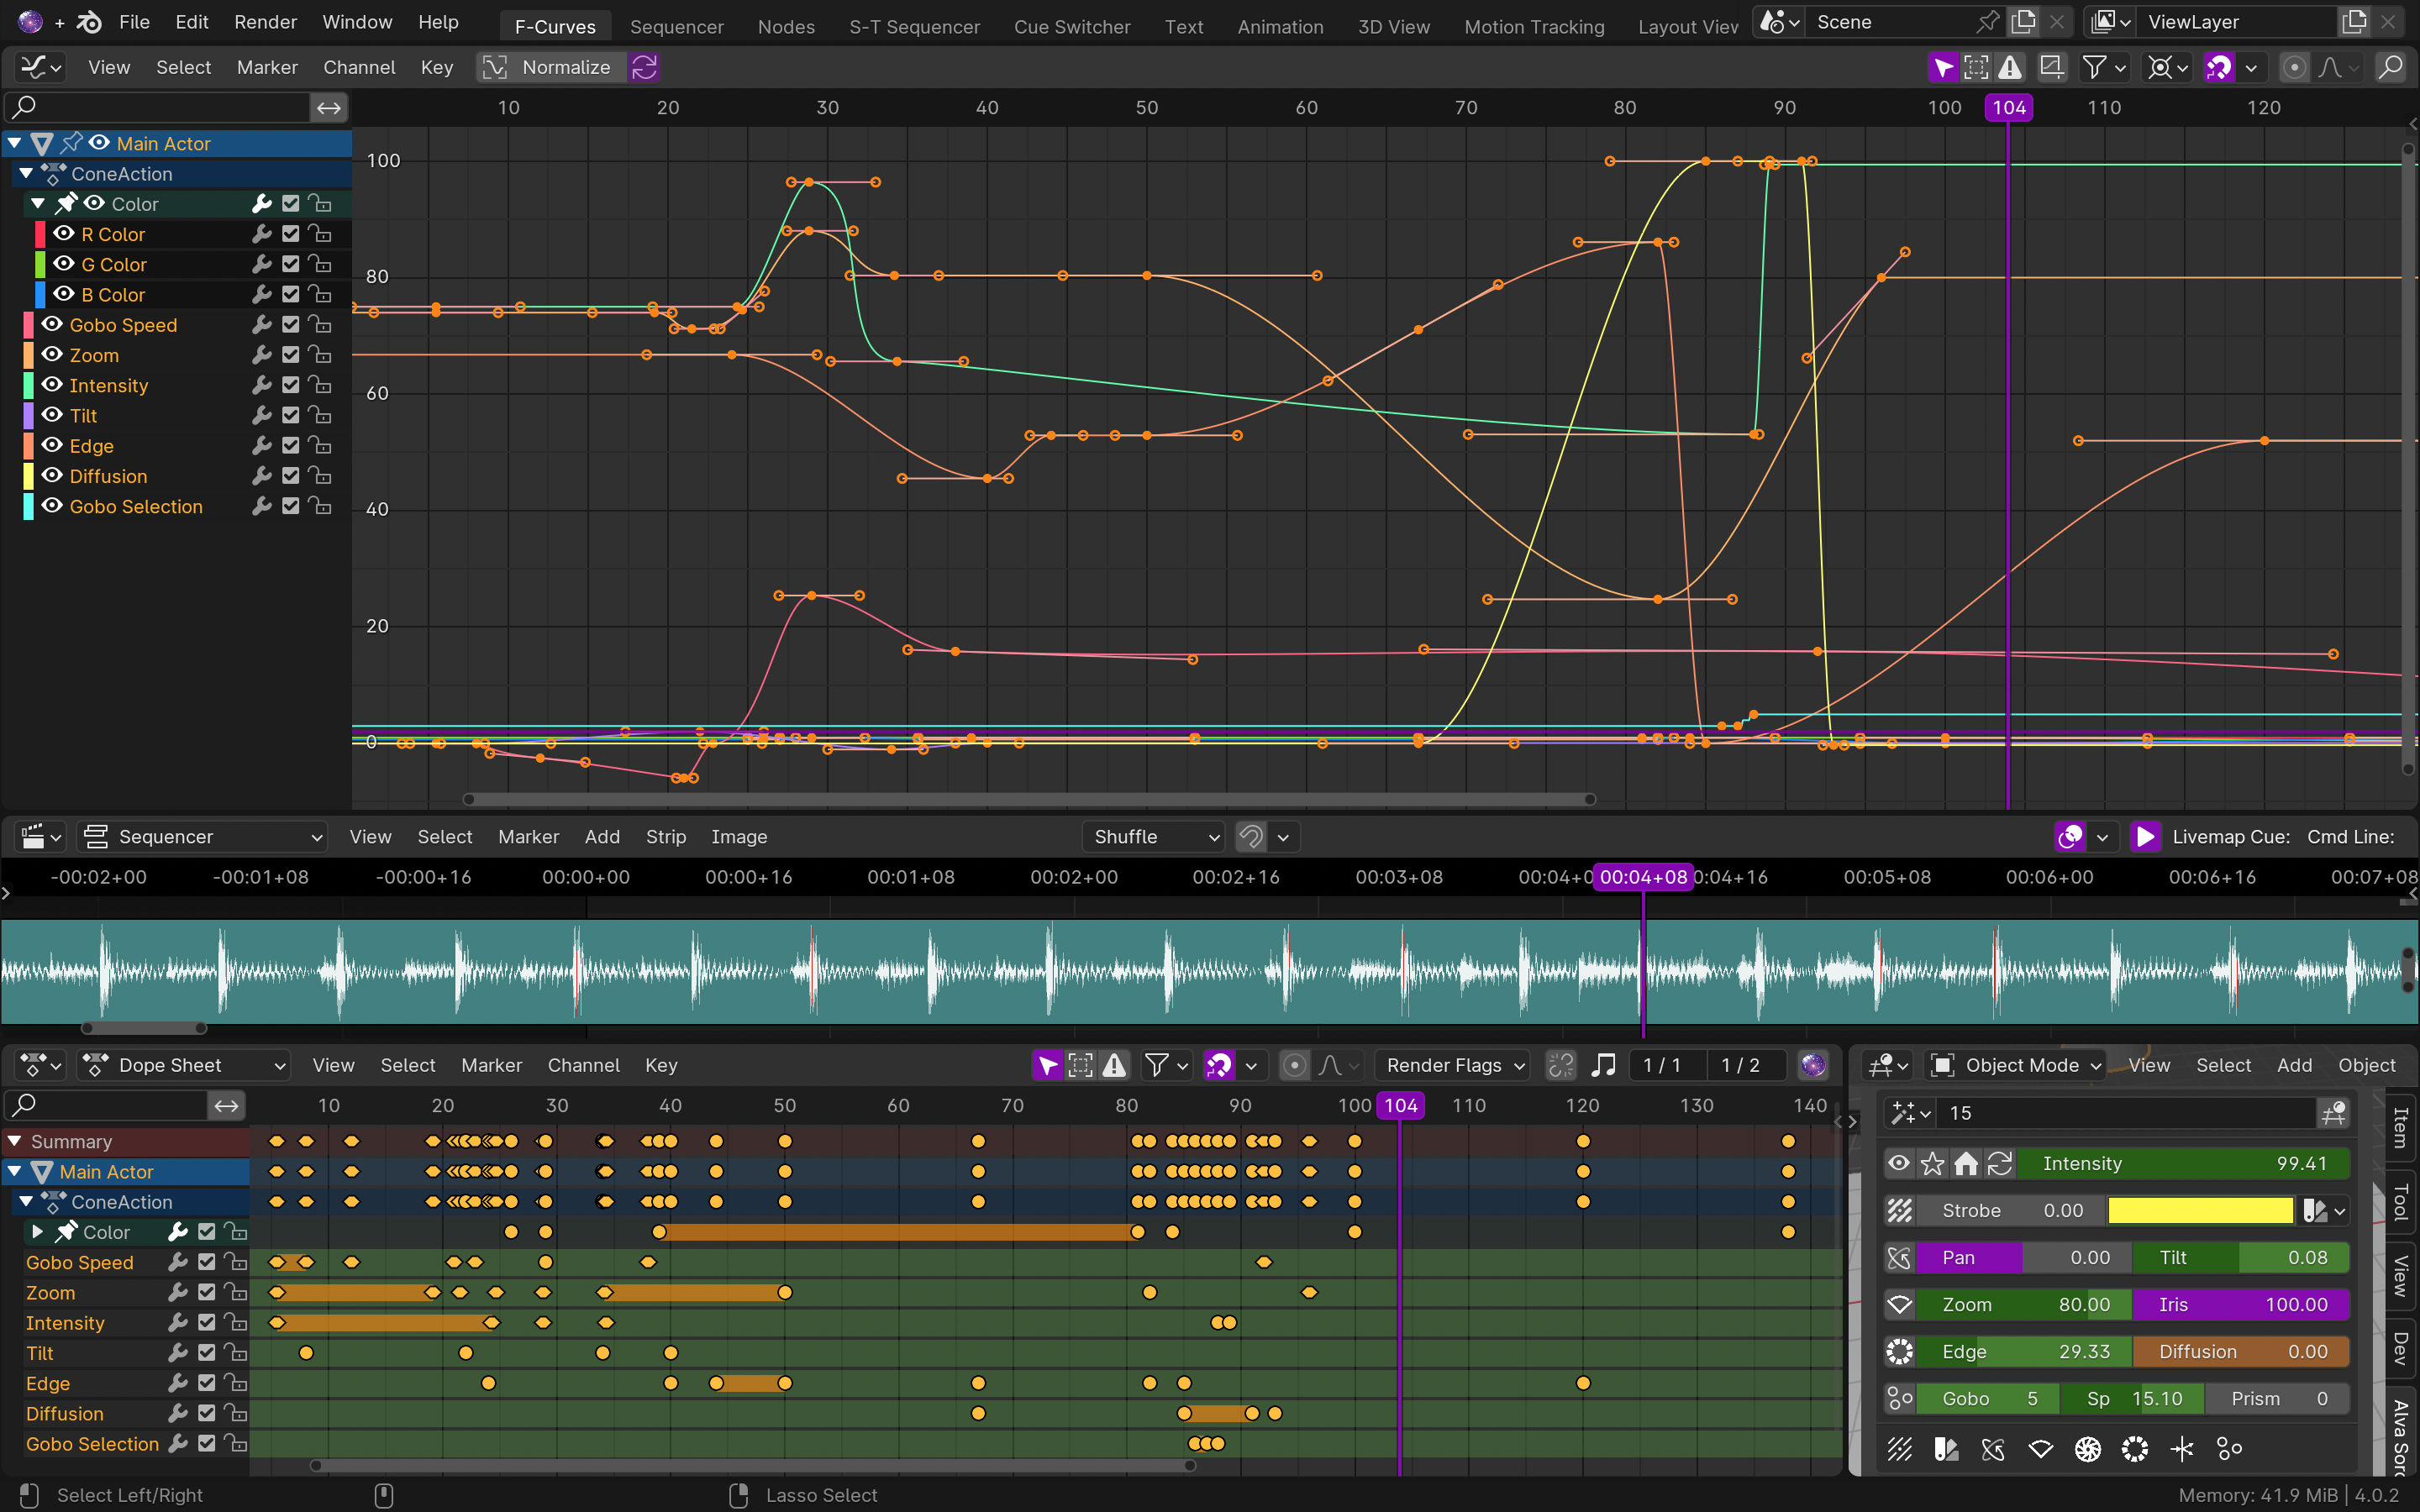 + File Edit Render Window Help F-Curves Sequencer Nodes S-T Sequencer Cue Switcher Text Animation 3D View Motion Tracking Layout View Scene ViewLayer
View Select Marker Channel Key Normalize
10 20 30 40 50 60 70 80 90 100 104 110 120
Main Actor
ConeAction
Color
R Color
G Color
B Color
Gobo Speed
Zoom
Intensity
Tilt
Edge
Diffusion
Gobo Selection
100
80
60
40
20
0
Sequencer View Select Marker Add Strip Image Shuffle Livemap Cue: Cmd Line:
-00:02+00 -00:01+08 -00:00+16 00:00+00 00:00+16 00:01+08 00:02+00 00:02+16 00:03+08 00:04+0 00:04+08 0:04+16 00:05+08 00:06+00 00:06+16 00:07+08
Dope Sheet View Select Marker Channel Key Render Flags 1 / 1 1 / 2
10 20 30 40 50 60 70 80 90 100 104 110 120 130 140
Summary
Main Actor
ConeAction
Color
Gobo Speed
Zoom
Intensity
Tilt
Edge
Diffusion
Gobo Selection
Object Mode View Select Add Object
15
Intensity 99.41
Strobe 0.00
Pan 0.00 Tilt 0.08
Zoom 80.00 Iris 100.00
Edge 29.33 Diffusion 0.00
Gobo 5 Sp 15.10 Prism 0
Item
Tool
View
Dev
Alva Sorc
Select Left/Right Lasso Select Memory: 41.9 MiB | 4.0.2